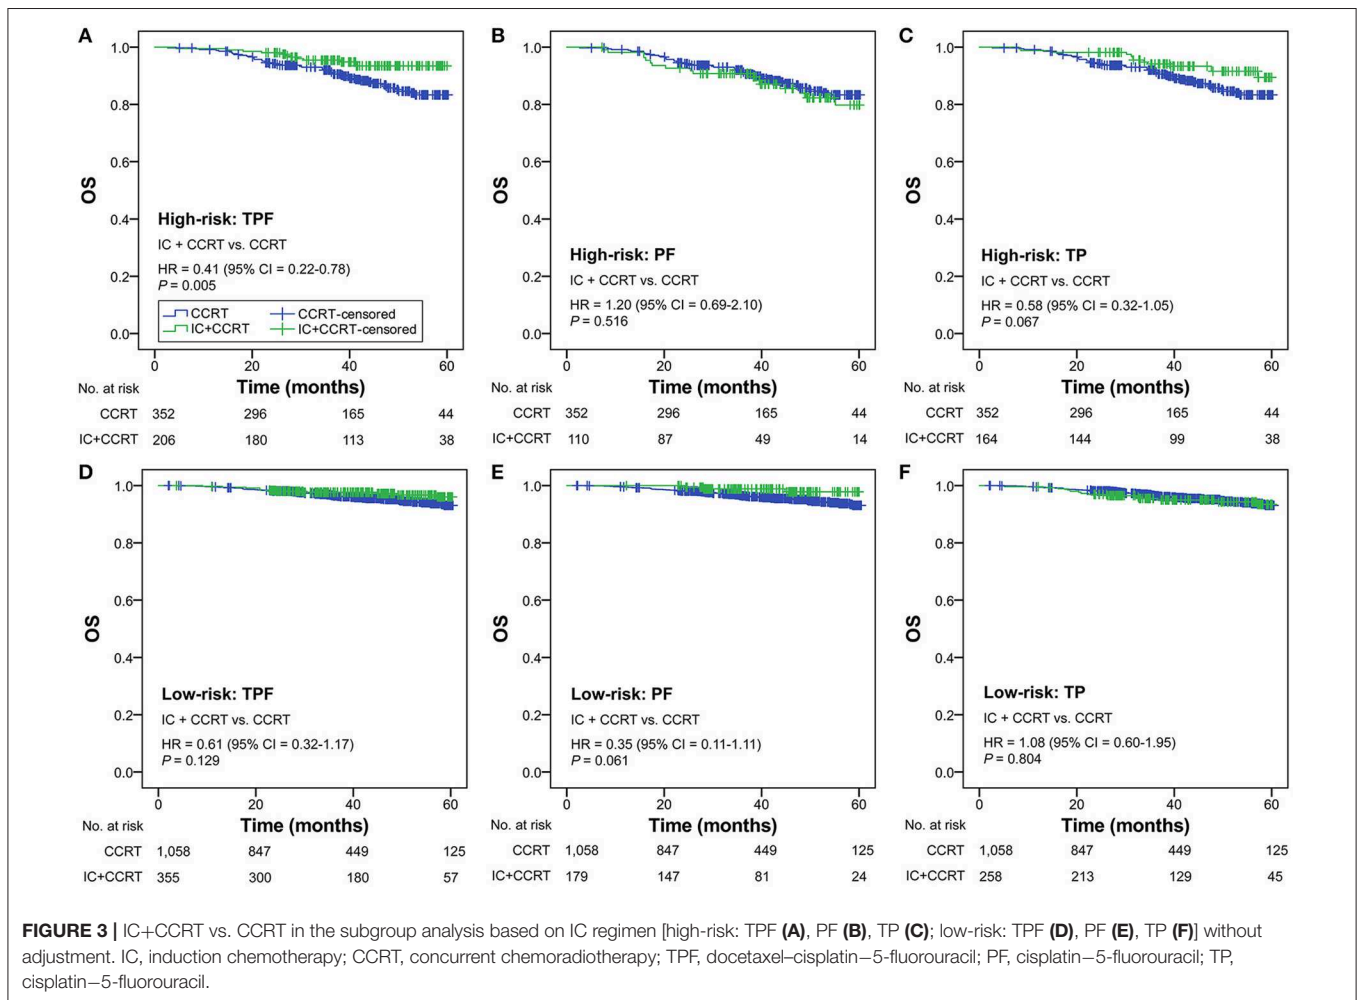 A
1.0
0.8
0.6
0.4
0.2
0.0
OS
High-risk: TPF
IC + CCRT vs. CCRT
HR = 0.41 (95% CI = 0.22-0.78)
P = 0.005
CCRT CCRT-censored
IC+CCRT IC+CCRT-censored
0 20 40 60
No. at risk Time (months)
CCRT 352 296 165 44
IC+CCRT 206 180 113 38
B
1.0
0.8
0.6
0.4
0.2
0.0
OS
High-risk: PF
IC + CCRT vs. CCRT
HR = 1.20 (95% CI = 0.69-2.10)
P = 0.516
0 20 40 60
No. at risk Time (months)
CCRT 352 296 165 44
IC+CCRT 110 87 49 14
C
1.0
0.8
0.6
0.4
0.2
0.0
OS
High-risk: TP
IC + CCRT vs. CCRT
HR = 0.58 (95% CI = 0.32-1.05)
P = 0.067
0 20 40 60
No. at risk Time (months)
CCRT 352 296 165 44
IC+CCRT 164 144 99 38
D
1.0
0.8
0.6
0.4
0.2
0.0
OS
Low-risk: TPF
IC + CCRT vs. CCRT
HR = 0.61 (95% CI = 0.32-1.17)
P = 0.129
0 20 40 60
No. at risk Time (months)
CCRT 1,058 847 449 125
IC+CCRT 355 300 180 57
E
1.0
0.8
0.6
0.4
0.2
0.0
OS
Low-risk: PF
IC + CCRT vs. CCRT
HR = 0.35 (95% CI = 0.11-1.11)
P = 0.061
0 20 40 60
No. at risk Time (months)
CCRT 1,058 847 449 125
IC+CCRT 179 147 81 24
F
1.0
0.8
0.6
0.4
0.2
0.0
OS
Low-risk: TP
IC + CCRT vs. CCRT
HR = 1.08 (95% CI = 0.60-1.95)
P = 0.804
0 20 40 60
No. at risk Time (months)
CCRT 1,058 847 449 125
IC+CCRT 258 213 129 45
FIGURE 3 | IC+CCRT vs. CCRT in the subgroup analysis based on IC regimen [high-risk: TPF (A), PF (B), TP (C); low-risk: TPF (D), PF (E), TP (F)] without
adjustment. IC, induction chemotherapy; CCRT, concurrent chemoradiotherapy; TPF, docetaxel–cisplatin−5-fluorouracil; PF, cisplatin−5-fluorouracil; TP,
cisplatin−5-fluorouracil.